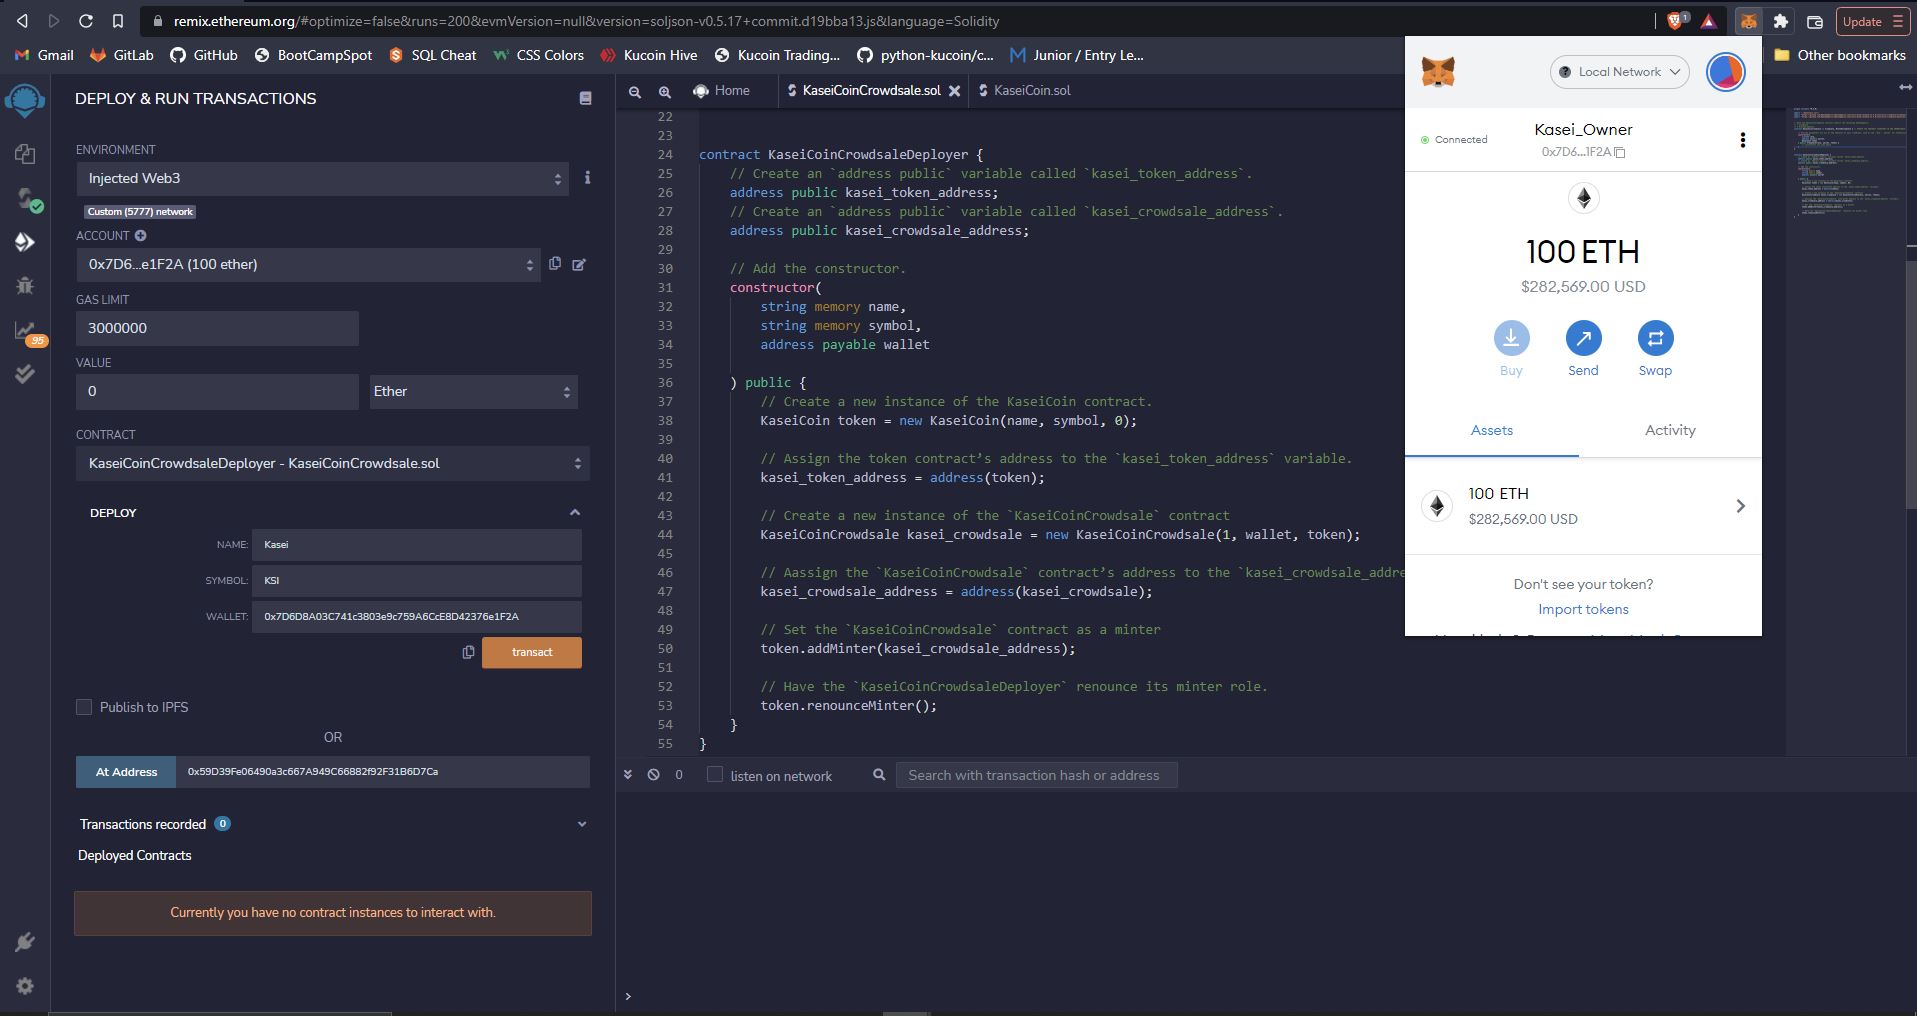 remix.ethereum.org/#optimize=false&runs=200&evmVersion=null&version=soljson-v0.5.17+commit.d19bba13.js&language=Solidity
1
Update
Gmail
GitLab
GitHub
BootCampSpot
SQL Cheat
CSS Colors
Kucoin Hive
Kucoin Trading...
python-kucoin/c...
Junior / Entry Le...
Other bookmarks
95
DEPLOY & RUN TRANSACTIONS
ENVIRONMENT
Injected Web3
Custom (5777) network
ACCOUNT
0x7D6...e1F2A (100 ether)
GAS LIMIT
3000000
VALUE
0
Ether
CONTRACT
KaseiCoinCrowdsaleDeployer - KaseiCoinCrowdsale.sol
DEPLOY
NAME:
Kasei
SYMBOL:
KSI
WALLET:
0x7D6D8A03C741c3803e9c759A6CcE8D42376e1F2A
transact
Publish to IPFS
OR
At Address
0x59D39Fe06490a3c667A949C66882f92F31B6D7Ca
Transactions recorded 0
Deployed Contracts
Currently you have no contract instances to interact with.
Home
KaseiCoinCrowdsale.sol
KaseiCoin.sol
22
23
24 contract KaseiCoinCrowdsaleDeployer {
25 // Create an `address public` variable called `kasei_token_address`.
26 address public kasei_token_address;
27 // Create an `address public` variable called `kasei_crowdsale_address`.
28 address public kasei_crowdsale_address;
29
30 // Add the constructor.
31 constructor(
32 string memory name,
33 string memory symbol,
34 address payable wallet
35
36 ) public {
37 // Create a new instance of the KaseiCoin contract.
38 KaseiCoin token = new KaseiCoin(name, symbol, 0);
39
40 // Assign the token contract’s address to the `kasei_token_address` variable.
41 kasei_token_address = address(token);
42
43 // Create a new instance of the `KaseiCoinCrowdsale` contract
44 KaseiCoinCrowdsale kasei_crowdsale = new KaseiCoinCrowdsale(1, wallet, token);
45
46 // Aassign the `KaseiCoinCrowdsale` contract’s address to the `kasei_crowdsale_addre
47 kasei_crowdsale_address = address(kasei_crowdsale);
48
49 // Set the `KaseiCoinCrowdsale` contract as a minter
50 token.addMinter(kasei_crowdsale_address);
51
52 // Have the `KaseiCoinCrowdsaleDeployer` renounce its minter role.
53 token.renounceMinter();
54 }
55 }
0
listen on network
Search with transaction hash or address
>
Local Network
Connected
Kasei_Owner
0x7D6...1F2A
100 ETH
$282,569.00 USD
Buy
Send
Swap
Assets
Activity
100 ETH
$282,569.00 USD
Don't see your token?
Import tokens